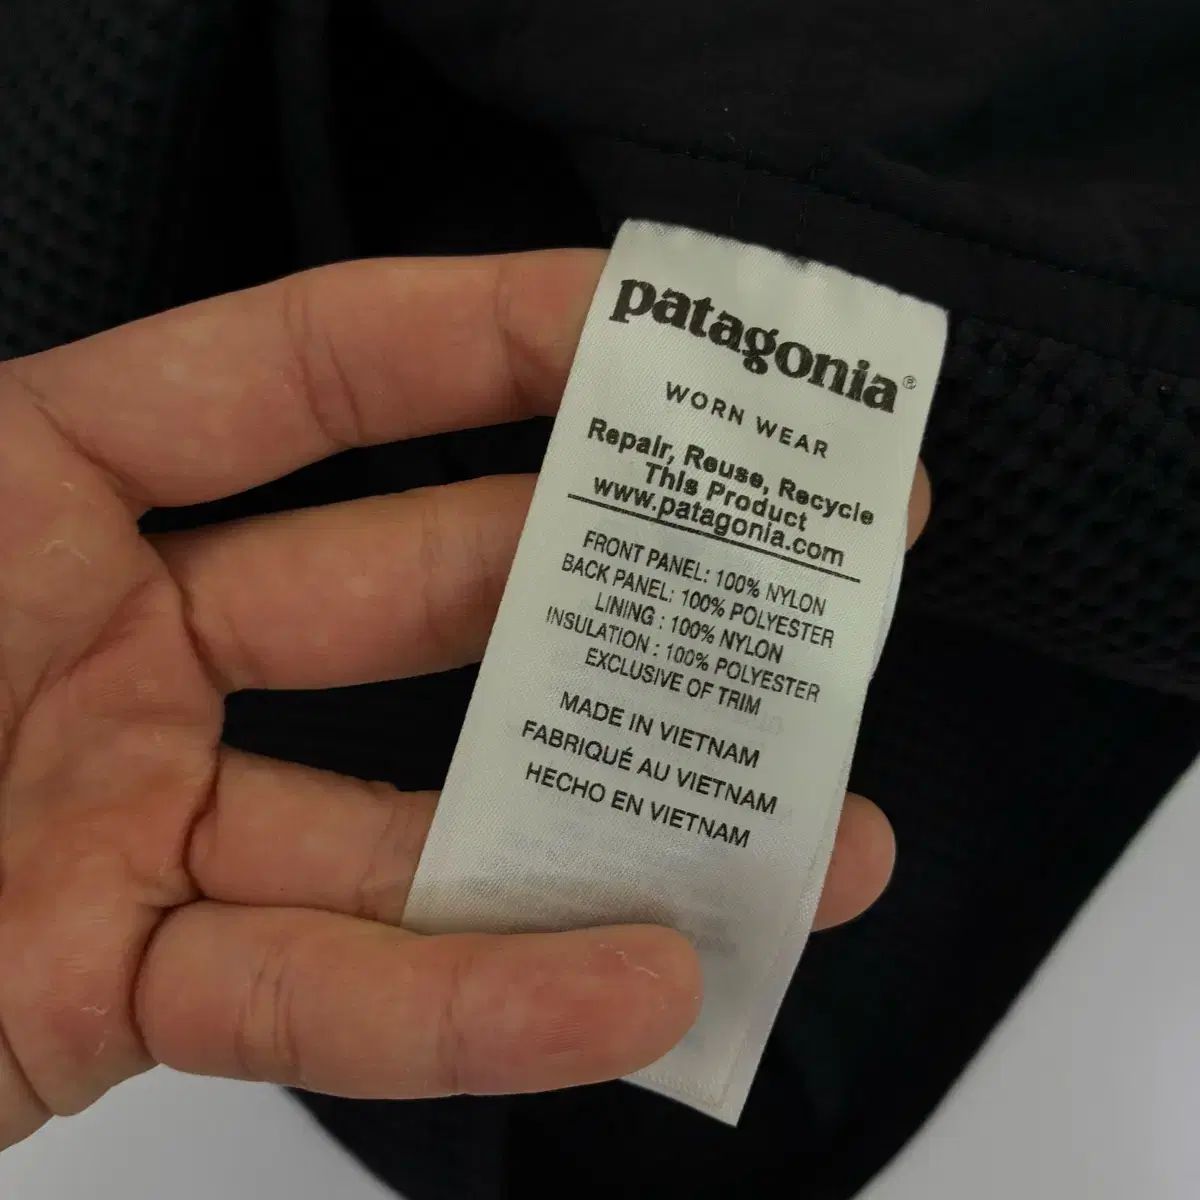 patagonia®
WORN WEAR
Repair, Reuse, Recycle
This Product
www.patagonia.com
FRONT PANEL: 100% NYLON
BACK PANEL: 100% POLYESTER
LINING : 100% NYLON
INSULATION : 100% POLYESTER
EXCLUSIVE OF TRIM
MADE IN VIETNAM
FABRIQUÉ AU VIETNAM
HECHO EN VIETNAM